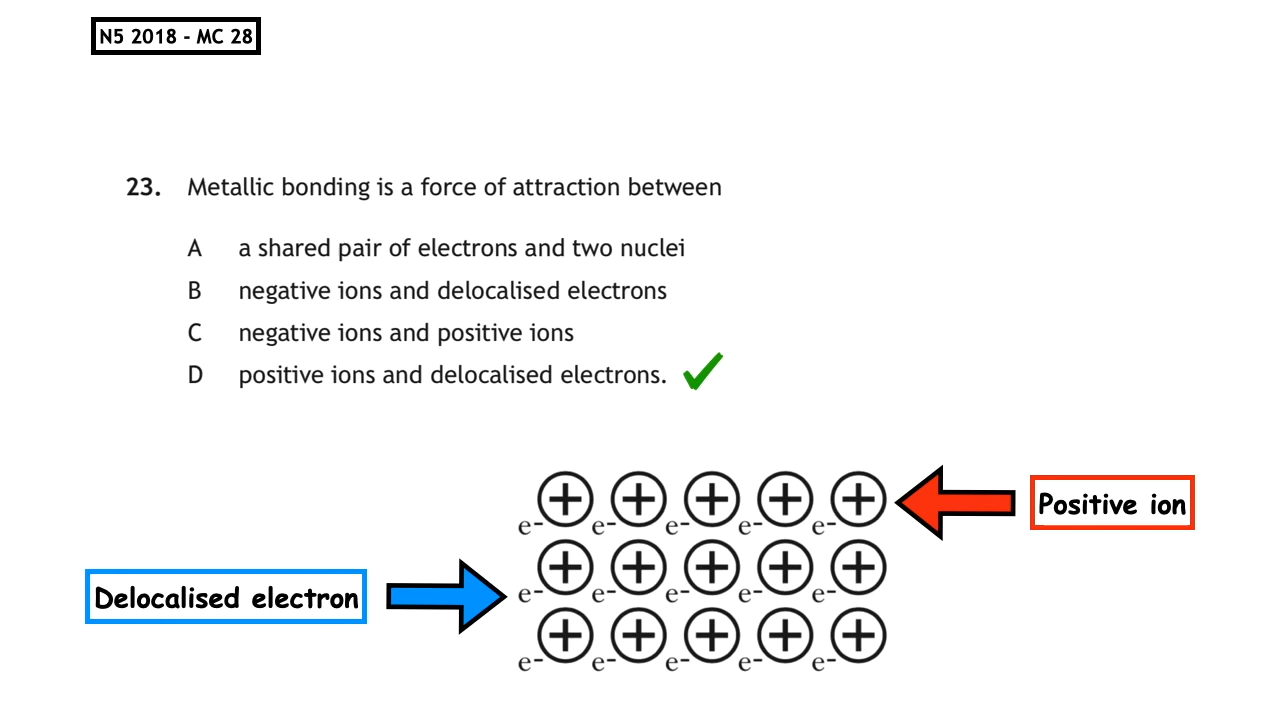 N5 2018 - MC 28
23. Metallic bonding is a force of attraction between
A a shared pair of electrons and two nuclei
B negative ions and delocalised electrons
C negative ions and positive ions
D positive ions and delocalised electrons.
+ + + + +
Positive ion
e- e- e- e- e-
+ + + + +
Delocalised electron
e- e- e- e- e-
+ + + + +
e- e- e- e- e-